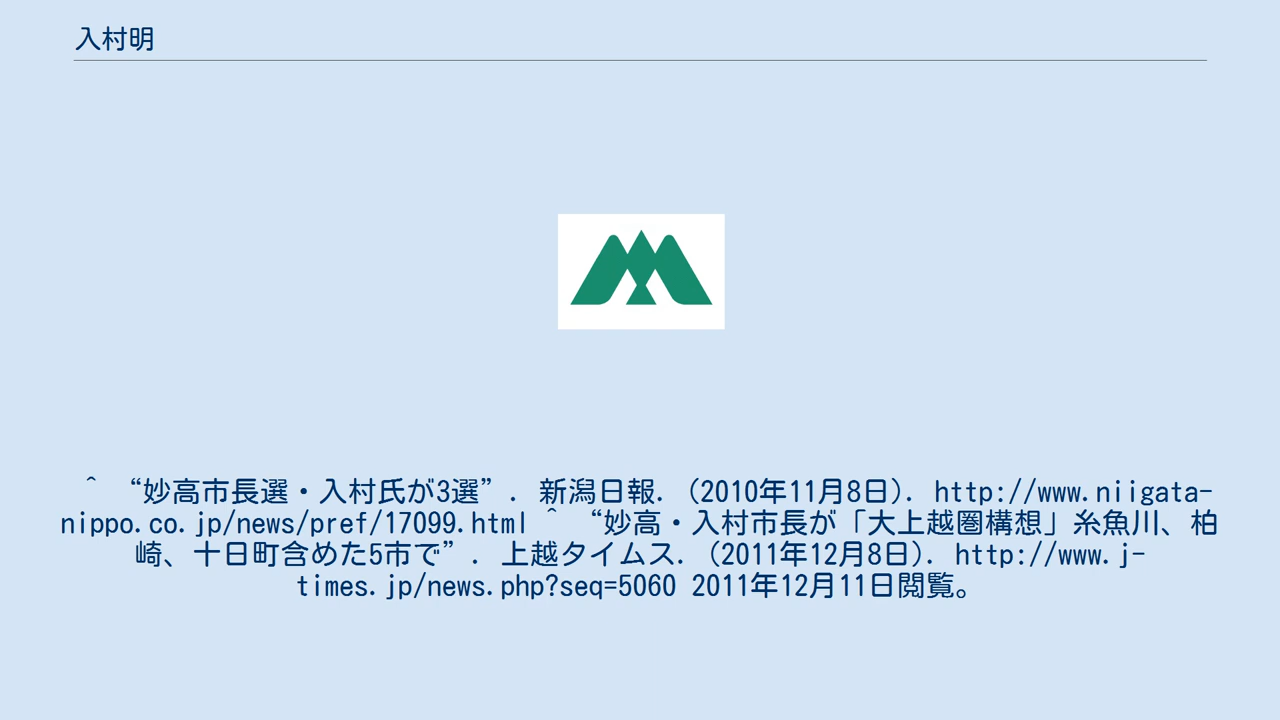 入村明
^ “妙高市長選・入村氏が3選”. 新潟日報. (2010年11月8日). http://www.niigata-
nippo.co.jp/news/pref/17099.html ^ “妙高・入村市長が「大上越圏構想」糸魚川、柏
崎、十日町含めた5市で”. 上越タイムス. (2011年12月8日). http://www.j-
times.jp/news.php?seq=5060 2011年12月11日閲覧。